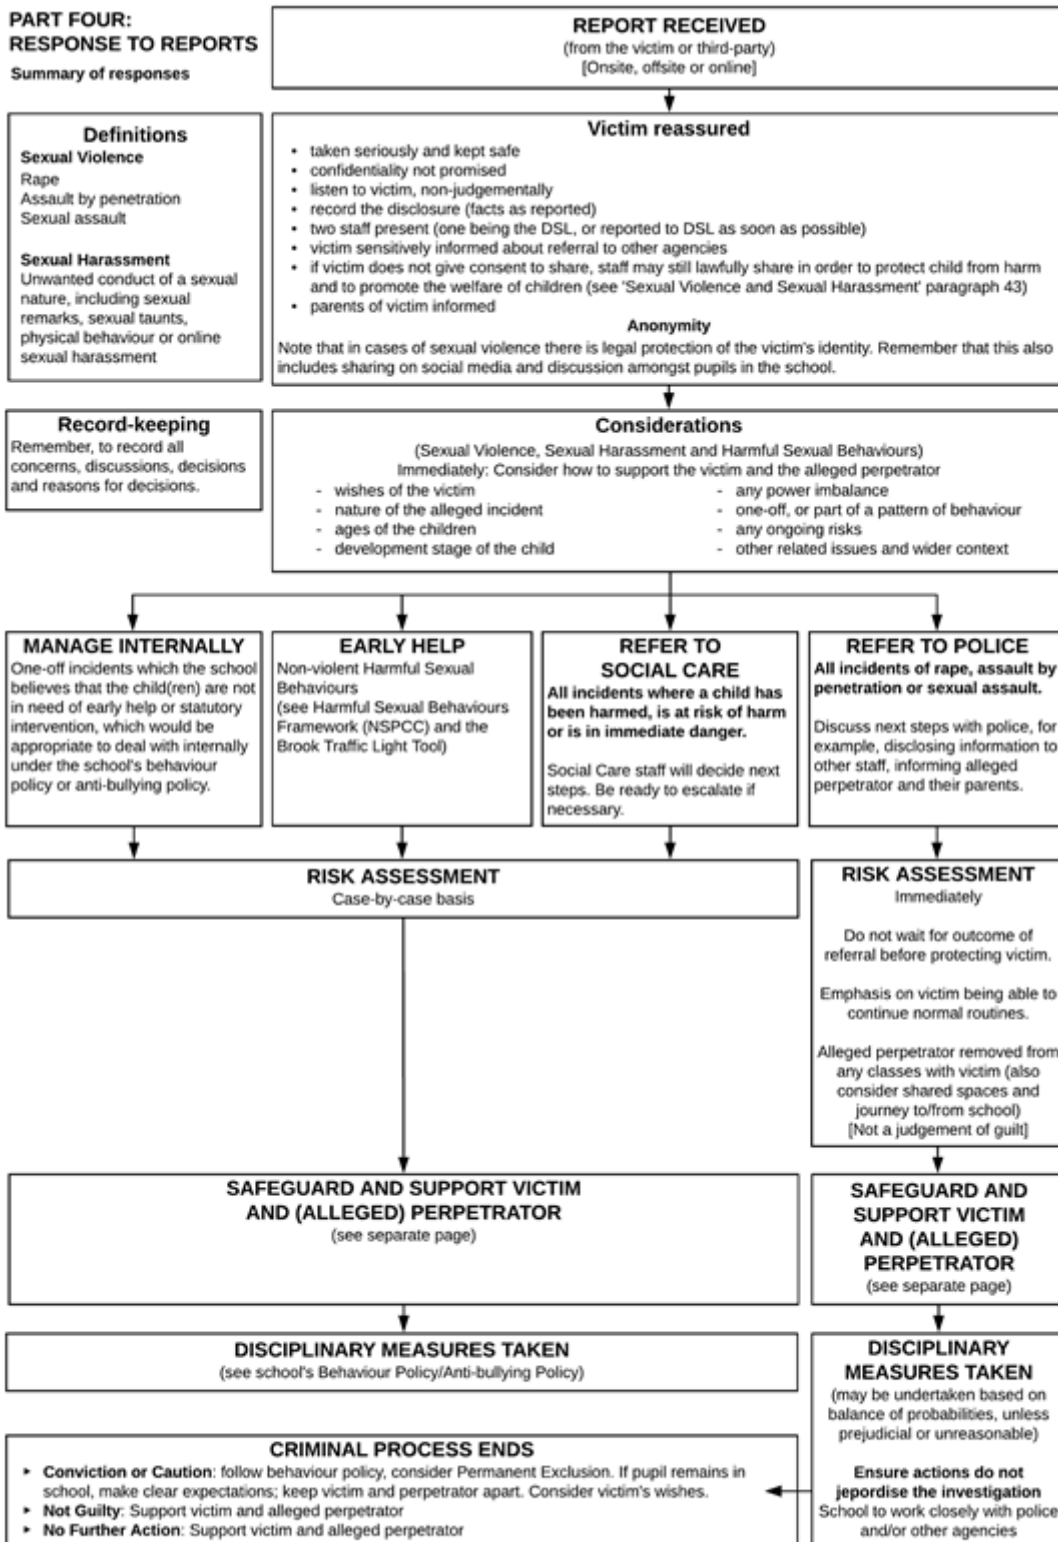 PART FOUR:
RESPONSE TO REPORTS
Summary of responses
REPORT RECEIVED
(from the victim or third-party)
[Onsite, offsite or online]
Definitions
Sexual Violence
Rape
Assault by penetration
Sexual assault
Sexual Harassment
Unwanted conduct of a sexual
nature, including sexual
remarks, sexual taunts,
physical behaviour or online
sexual harassment
Victim reassured
• taken seriously and kept safe
• confidentiality not promised
• listen to victim, non-judgementally
• record the disclosure (facts as reported)
• two staff present (one being the DSL, or reported to DSL as soon as possible)
• victim sensitively informed about referral to other agencies
• if victim does not give consent to share, staff may still lawfully share in order to protect child from harm
and to promote the welfare of children (see 'Sexual Violence and Sexual Harassment' paragraph 43)
• parents of victim informed
Anonymity
Note that in cases of sexual violence there is legal protection of the victim's identity. Remember that this also
includes sharing on social media and discussion amongst pupils in the school.
Record-keeping
Remember, to record all
concerns, discussions, decisions
and reasons for decisions.
Considerations
(Sexual Violence, Sexual Harassment and Harmful Sexual Behaviours)
Immediately: Consider how to support the victim and the alleged perpetrator
- wishes of the victim
- nature of the alleged incident
- ages of the children
- development stage of the child
- any power imbalance
- one-off, or part of a pattern of behaviour
- any ongoing risks
- other related issues and wider context
MANAGE INTERNALLY
One-off incidents which the school
believes that the child(ren) are not
in need of early help or statutory
intervention, which would be
appropriate to deal with internally
under the school's behaviour
policy or anti-bullying policy.
EARLY HELP
Non-violent Harmful Sexual
Behaviours
(see Harmful Sexual Behaviours
Framework (NSPCC) and the
Brook Traffic Light Tool)
REFER TO
SOCIAL CARE
All incidents where a child has
been harmed, is at risk of harm
or is in immediate danger.
Social Care staff will decide next
steps. Be ready to escalate if
necessary.
REFER TO POLICE
All incidents of rape, assault by
penetration or sexual assault.
Discuss next steps with police, for
example, disclosing information to
other staff, informing alleged
perpetrator and their parents.
RISK ASSESSMENT
Case-by-case basis
RISK ASSESSMENT
Immediately
Do not wait for outcome of
referral before protecting victim.
Emphasis on victim being able to
continue normal routines.
Alleged perpetrator removed from
any classes with victim (also
consider shared spaces and
journey to/from school)
[Not a judgement of guilt]
SAFEGUARD AND SUPPORT VICTIM
AND (ALLEGED) PERPETRATOR
(see separate page)
SAFEGUARD AND
SUPPORT VICTIM
AND (ALLEGED)
PERPETRATOR
(see separate page)
DISCIPLINARY MEASURES TAKEN
(see school's Behaviour Policy/Anti-bullying Policy)
DISCIPLINARY
MEASURES TAKEN
(may be undertaken based on
balance of probabilities, unless
prejudicial or unreasonable)
Ensure actions do not
jepordise the investigation
School to work closely with police
and/or other agencies
CRIMINAL PROCESS ENDS
▸ Conviction or Caution: follow behaviour policy, consider Permanent Exclusion. If pupil remains in
school, make clear expectations; keep victim and perpetrator apart. Consider victim's wishes.
▸ Not Guilty: Support victim and alleged perpetrator
▸ No Further Action: Support victim and alleged perpetrator